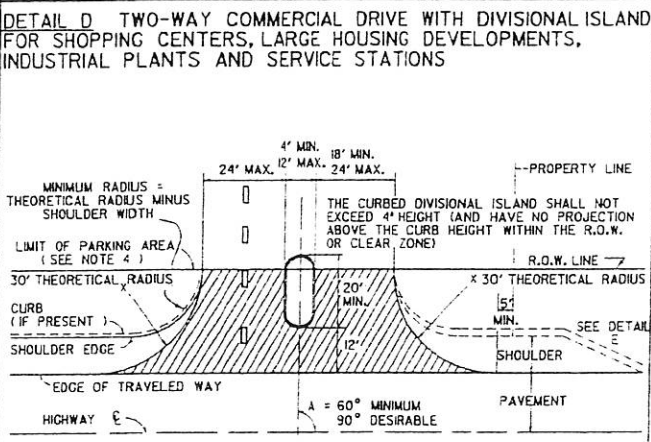 DETAIL D TWO-WAY COMMERCIAL DRIVE WITH DIVISIONAL ISLAND
FOR SHOPPING CENTERS, LARGE HOUSING DEVELOPMENTS,
INDUSTRIAL PLANTS AND SERVICE STATIONS
4' MIN.
12' MAX.
18' MIN.
24' MAX.
24' MAX.
PROPERTY LINE
MINIMUM RADIUS =
THEORETICAL RADIUS MINUS
SHOULDER WIDTH
THE CURBED DIVISIONAL ISLAND SHALL NOT
EXCEED 4" HEIGHT (AND HAVE NO PROJECTION
ABOVE THE CURB HEIGHT WITHIN THE R.O.W.
OR CLEAR ZONE)
LIMIT OF PARKING AREA
( SEE NOTE 4 )
R.O.W. LINE
30' THEORETICAL RADIUS
X
X 30' THEORETICAL RADIUS
20'
MIN.
CURB
( IF PRESENT )
5'
MIN.
SEE DETAIL
E
SHOULDER EDGE
12'
SHOULDER
EDGE OF TRAVELED WAY
HIGHWAY ℄
A = 60° MINIMUM
90° DESIRABLE
PAVEMENT